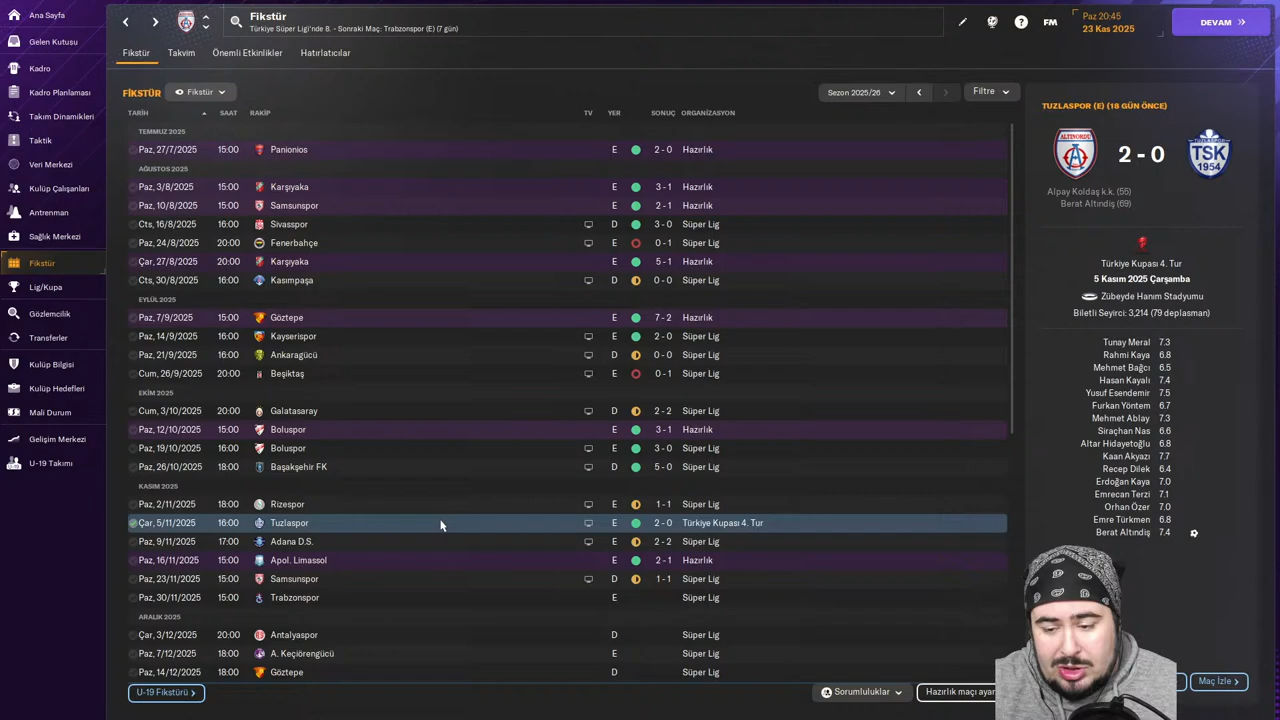 Ana Sayfa
Gelen Kutusu
Kadro
Kadro Planlaması
Takım Dinamikleri
Taktik
Veri Merkezi
Kulüp Çalışanları
Antrenman
Sağlık Merkezi
Fikstür
Lig/Kupa
Gözlemcilik
Transferler
Kulüp Bilgisi
Kulüp Hedefleri
Mali Durum
Gelişim Merkezi
U-19 Takımı
Fikstür
Türkiye Süper Ligi'nde 8. - Sonraki Maç: Trabzonspor (E) (7 gün)
FM
Paz 20:45
23 Kas 2025
DEVAM
Fikstür Takvim Önemli Etkinlikler Hatırlatıcılar
FİKSTÜR Fikstür Sezon 2025/26 Filtre
TARİH SAAT RAKİP TV YER SONUÇ ORGANİZASYON
TEMMUZ 2025
Paz, 27/7/2025 15:00 Panionios E 2 - 0 Hazırlık
AĞUSTOS 2025
Paz, 3/8/2025 15:00 Karşıyaka E 3 - 1 Hazırlık
Paz, 10/8/2025 15:00 Samsunspor E 2 - 1 Hazırlık
Cts, 16/8/2025 16:00 Sivasspor D 3 - 0 Süper Lig
Paz, 24/8/2025 20:00 Fenerbahçe E 0 - 1 Süper Lig
Çar, 27/8/2025 20:00 Karşıyaka E 5 - 1 Hazırlık
Cts, 30/8/2025 16:00 Kasımpaşa D 0 - 0 Süper Lig
EYLÜL 2025
Paz, 7/9/2025 15:00 Göztepe E 7 - 2 Hazırlık
Paz, 14/9/2025 16:00 Kayserispor E 2 - 0 Süper Lig
Paz, 21/9/2025 16:00 Ankaragücü E 0 - 0 Süper Lig
Cum, 26/9/2025 20:00 Beşiktaş E 0 - 1 Süper Lig
EKİM 2025
Cum, 3/10/2025 20:00 Galatasaray D 2 - 2 Süper Lig
Paz, 12/10/2025 15:00 Boluspor E 3 - 1 Hazırlık
Paz, 19/10/2025 16:00 Boluspor E 3 - 0 Süper Lig
Paz, 26/10/2025 18:00 Başakşehir FK D 5 - 0 Süper Lig
KASIM 2025
Paz, 2/11/2025 18:00 Rizespor E 1 - 1 Süper Lig
Çar, 5/11/2025 16:00 Tuzlaspor E 2 - 0 Türkiye Kupası 4. Tur
Paz, 9/11/2025 17:00 Adana D.S. E 2 - 2 Süper Lig
Paz, 16/11/2025 15:00 Apol. Limassol E 2 - 1 Hazırlık
Paz, 23/11/2025 15:00 Samsunspor D 1 - 1 Süper Lig
Paz, 30/11/2025 15:00 Trabzonspor E Süper Lig
ARALIK 2025
Çar, 3/12/2025 20:00 Antalyaspor D Süper Lig
Paz, 7/12/2025 18:00 A. Keçiörengücü E Süper Lig
Paz, 14/12/2025 18:00 Göztepe D Süper Lig
U-19 Fikstürü
Sorumluluklar
Hazırlık maçı ayar
Maç İzle
TUZLASPOR (E) (18 GÜN ÖNCE)
ALTINORDU
2 - 0
TSK
1954
Alpay Koldaş k.k. (55)
Berat Altındiş (69)
Türkiye Kupası 4. Tur
5 Kasım 2025 Çarşamba
Zübeyde Hanım Stadyumu
Biletli Seyirci: 3,214 (79 deplasman)
Tunay Meral 7.3
Rahmi Kaya 6.8
Mehmet Bağcı 6.5
Hasan Kayalı 7.4
Yusuf Esendemir 7.5
Furkan Yöntem 6.7
Mehmet Ablay 7.3
Siraçhan Nas 6.6
Altar Hidayetoğlu 6.8
Kaan Akyazı 7.7
Recep Dilek 6.4
Erdoğan Kaya 7.0
Emrecan Terzi 7.1
Orhan Özer 7.0
Emre Türkmen 6.8
Berat Altındiş 7.4